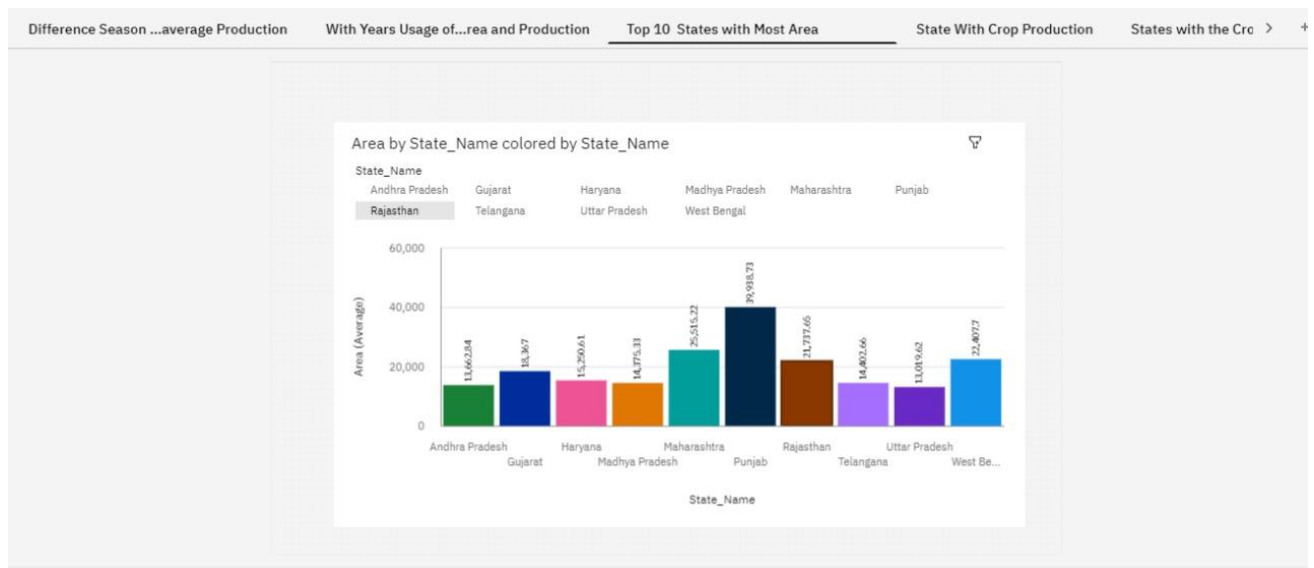 Difference Season ...average Production With Years Usage of...rea and Production Top 10 States with Most Area State With Crop Production States with the Cro > +
Area by State_Name colored by State_Name
State_Name
Andhra Pradesh Gujarat Haryana Madhya Pradesh Maharashtra Punjab
Rajasthan Telangana Uttar Pradesh West Bengal
60,000
40,000
20,000
0
Area (Average)
13,662.84
18,367
15,250.61
14,375.33
25,515.22
39,938.73
21,737.65
14,402.66
13,019.62
22,407.7
Andhra Pradesh Haryana Maharashtra Rajasthan Uttar Pradesh
Gujarat Madhya Pradesh Punjab Telangana West Be...
State_Name